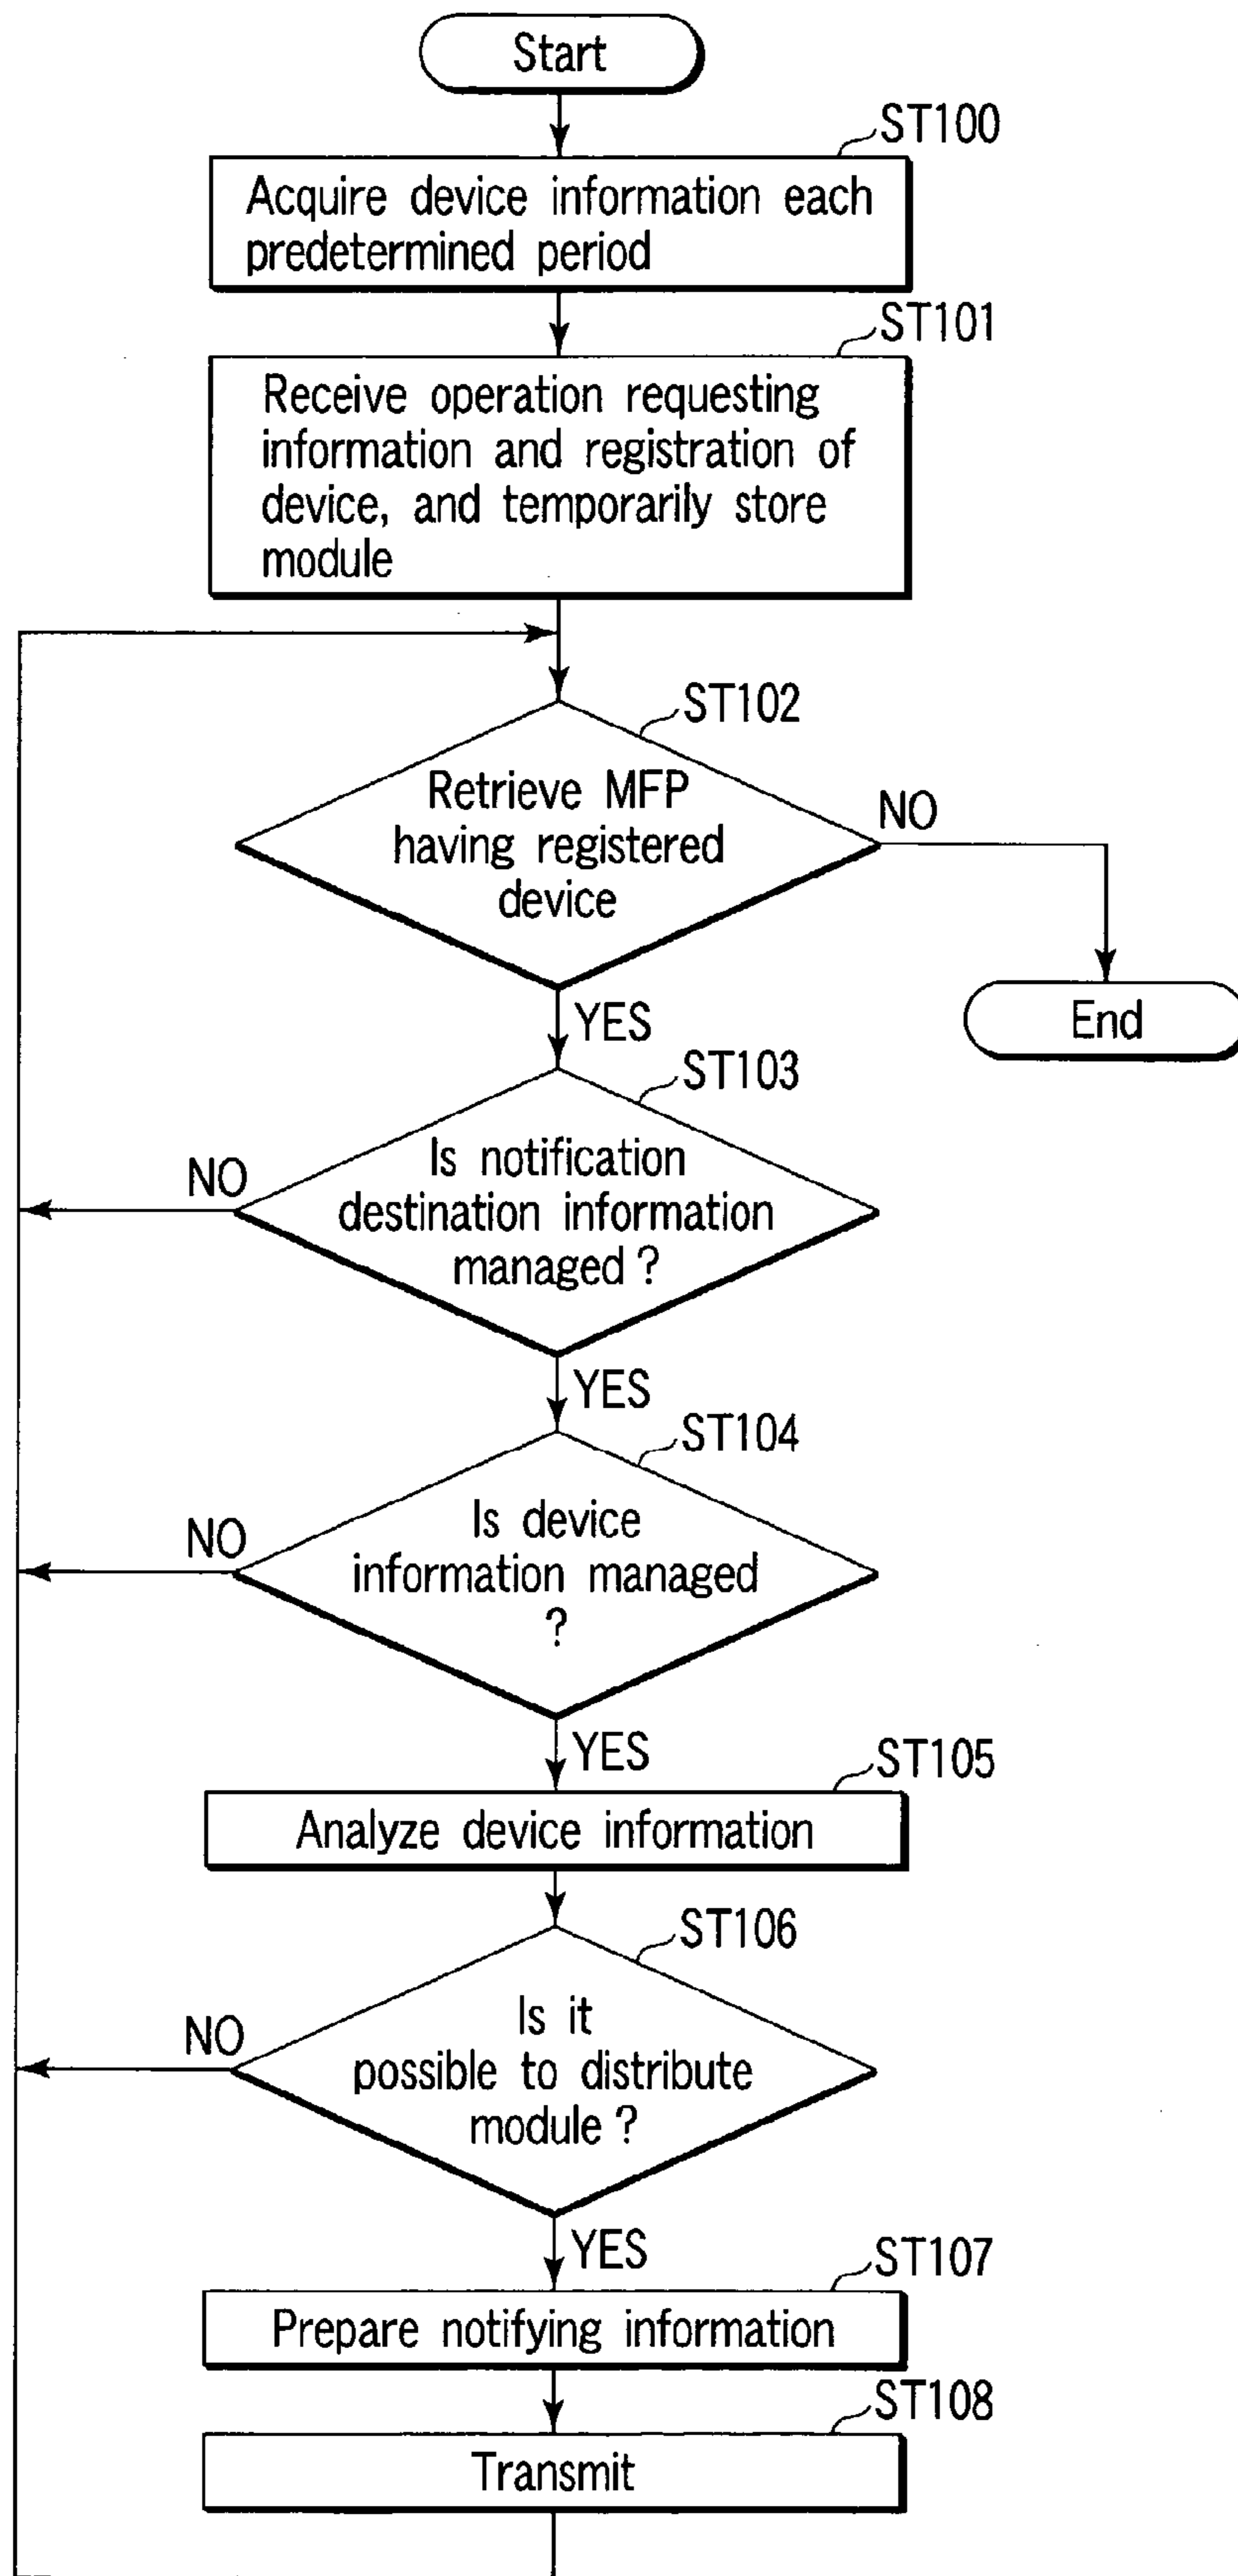 Start
ST100
Acquire device information each
predetermined period
ST101
Receive operation requesting
information and registration of
device, and temporarily store
module
ST102
Retrieve MFP
having registered
device
NO
End
YES
ST103
Is notification
destination information
managed ?
NO
YES
ST104
Is device
information managed
?
NO
YES
ST105
Analyze device information
ST106
Is it
possible to distribute
module ?
NO
YES
ST107
Prepare notifying information
ST108
Transmit